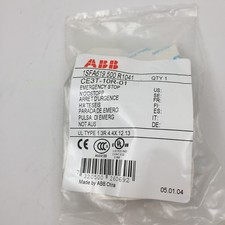 ABB
1SFA619 500 R1041 QTY 1
CE3T-10R-01
EMERGENCY STOP US:
NÖDSTOPP SE:
ARRET D'URGENCE FR:
HÄTÄSEIS FI:
PARADA DE EMERG ES:
PULSA. DI EMERG IT:
NOT-AUS DE:
UL TYPE 1.3R.4.4X.12.13
Made by
ABB China
05.01.04